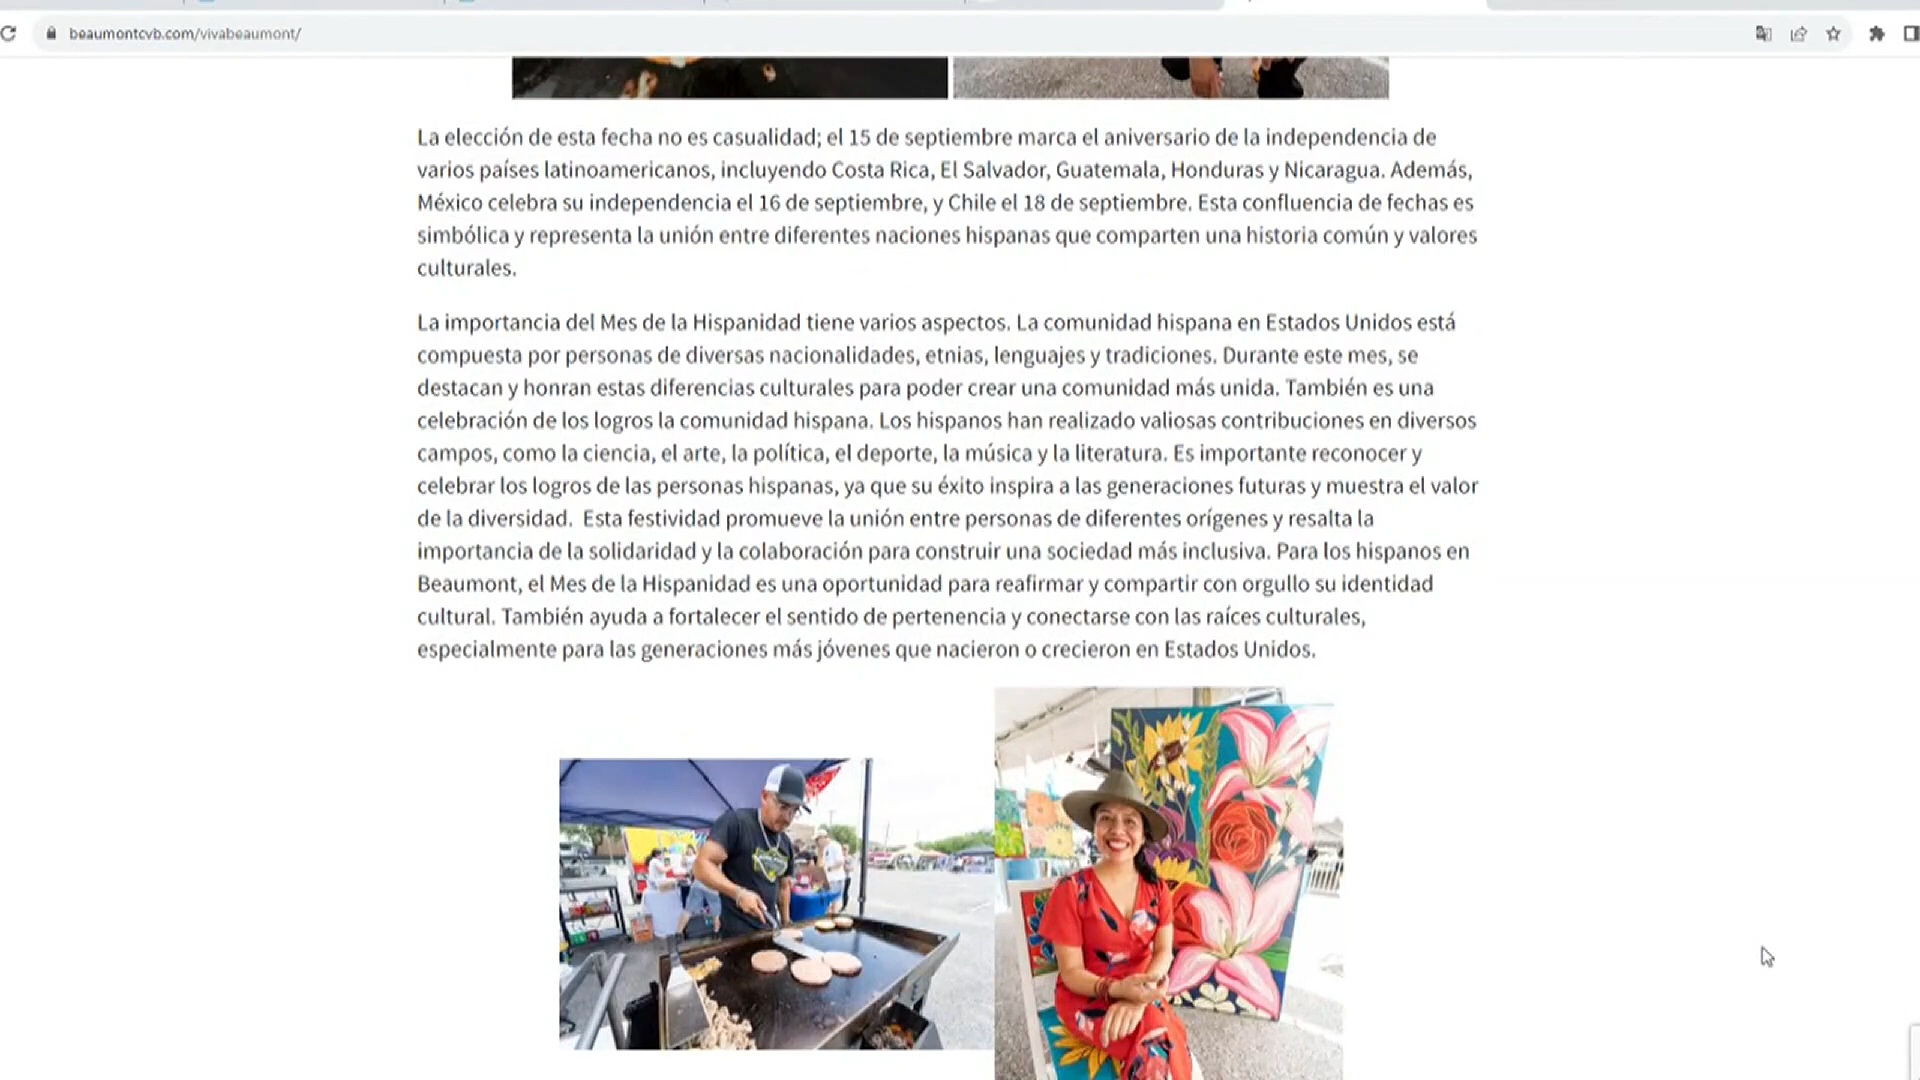 beaumontcvb.com/vivabeaumont/
La elección de esta fecha no es casualidad; el 15 de septiembre marca el aniversario de la independencia de
varios países latinoamericanos, incluyendo Costa Rica, El Salvador, Guatemala, Honduras y Nicaragua. Además,
México celebra su independencia el 16 de septiembre, y Chile el 18 de septiembre. Esta confluencia de fechas es
simbólica y representa la unión entre diferentes naciones hispanas que comparten una historia común y valores
culturales.
La importancia del Mes de la Hispanidad tiene varios aspectos. La comunidad hispana en Estados Unidos está
compuesta por personas de diversas nacionalidades, etnias, lenguajes y tradiciones. Durante este mes, se
destacan y honran estas diferencias culturales para poder crear una comunidad más unida. También es una
celebración de los logros la comunidad hispana. Los hispanos han realizado valiosas contribuciones en diversos
campos, como la ciencia, el arte, la política, el deporte, la música y la literatura. Es importante reconocer y
celebrar los logros de las personas hispanas, ya que su éxito inspira a las generaciones futuras y muestra el valor
de la diversidad.  Esta festividad promueve la unión entre personas de diferentes orígenes y resalta la
importancia de la solidaridad y la colaboración para construir una sociedad más inclusiva. Para los hispanos en
Beaumont, el Mes de la Hispanidad es una oportunidad para reafirmar y compartir con orgullo su identidad
cultural. También ayuda a fortalecer el sentido de pertenencia y conectarse con las raíces culturales,
especialmente para las generaciones más jóvenes que nacieron o crecieron en Estados Unidos.